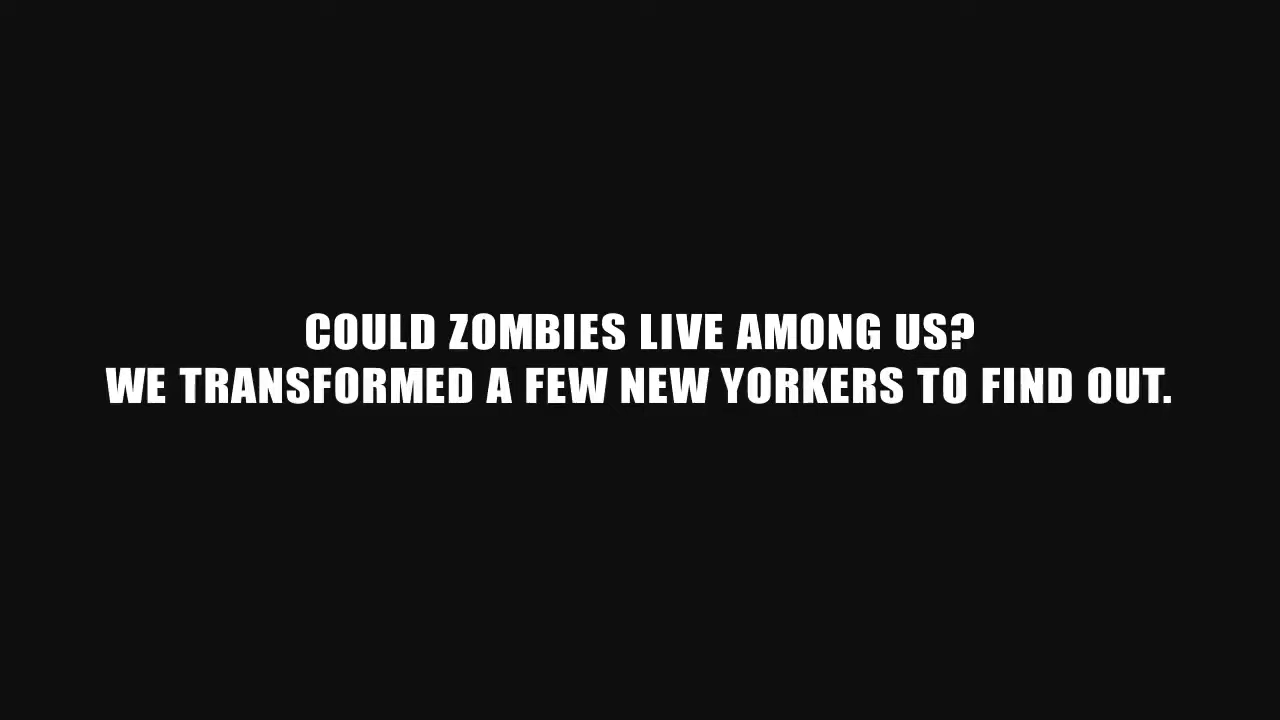 COULD ZOMBIES LIVE AMONG US?
WE TRANSFORMED A FEW NEW YORKERS TO FIND OUT.